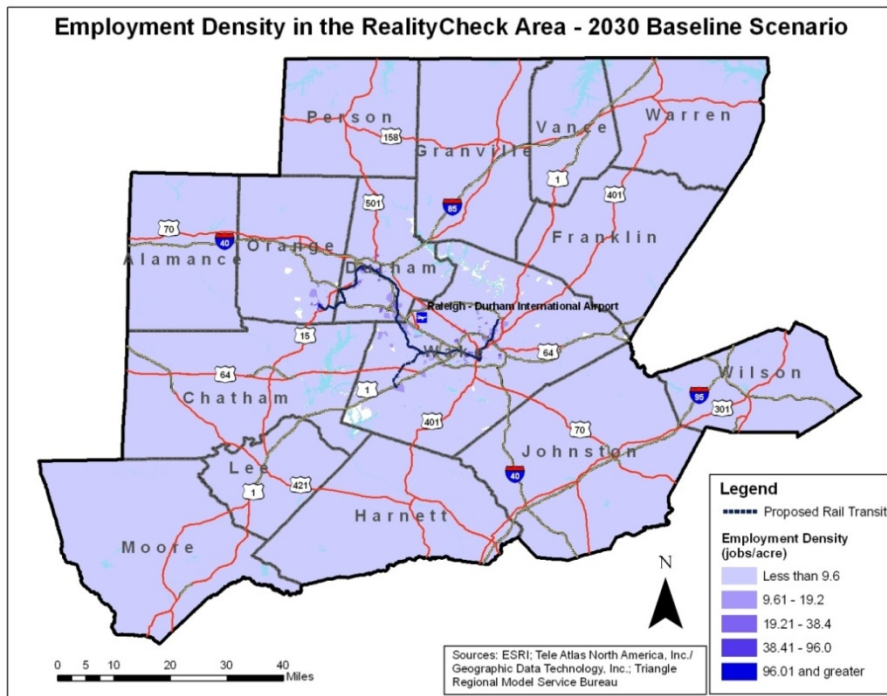 Employment Density in the RealityCheck Area - 2030 Baseline Scenario
Person
158
Granville
Vance
Warren
1
401
501
85
70
40
Alamance
Orange
Durham
Franklin
Raleigh - Durham International Airport
15
Wake
64
64
Chatham
1
Wilson
95
301
401
70
Johnston
Lee
40
1
421
Harnett
Moore
N
0 5 10 20 30 40
Miles
Legend
Proposed Rail Transit
Employment Density
(jobs/acre)
Less than 9.6
9.61 - 19.2
19.21 - 38.4
38.41 - 96.0
96.01 and greater
Sources: ESRI; Tele Atlas North America, Inc./
Geographic Data Technology, Inc.; Triangle
Regional Model Service Bureau